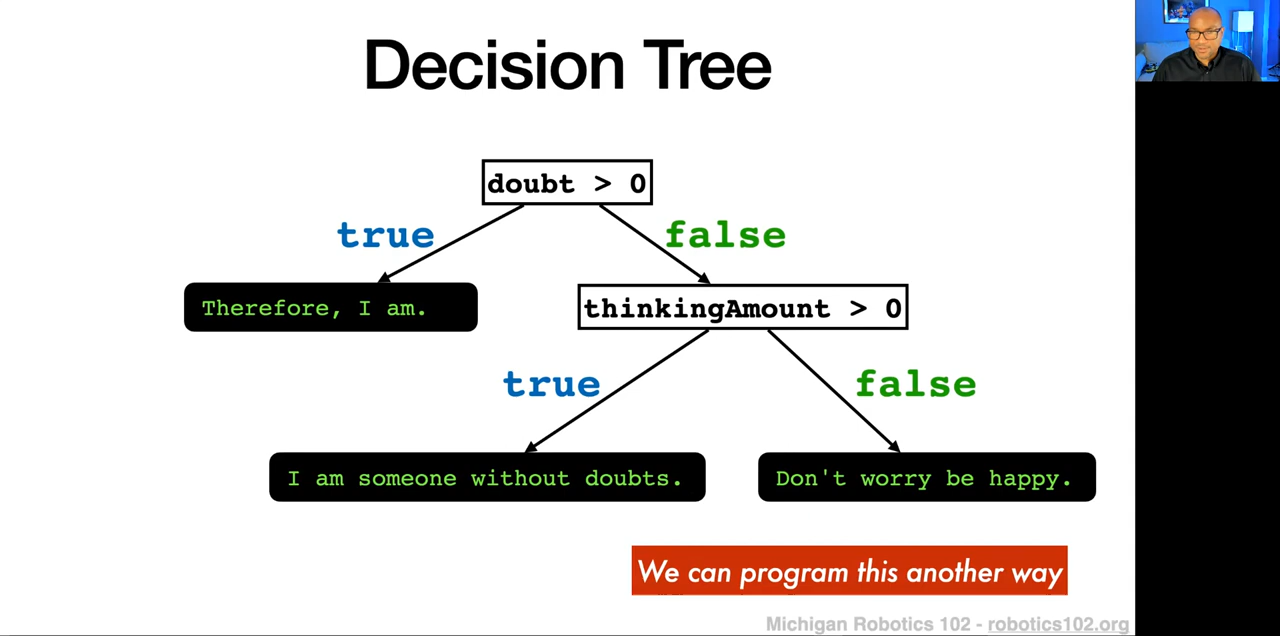 Decision Tree
doubt > 0
true
false
Therefore, I am.
thinkingAmount > 0
true
false
I am someone without doubts.
Don't worry be happy.
We can program this another way
Michigan Robotics 102 - robotics102.org